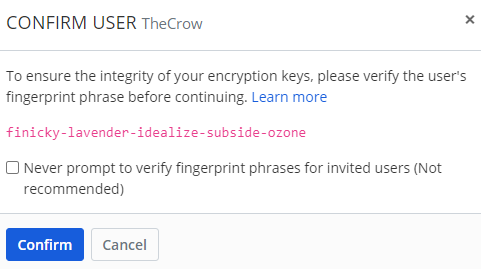 CONFIRM USER TheCrow ×
To ensure the integrity of your encryption keys, please verify the user's
fingerprint phrase before continuing. Learn more
finicky-lavender-idealize-subside-ozone
Never prompt to verify fingerprint phrases for invited users (Not
recommended)
Confirm Cancel